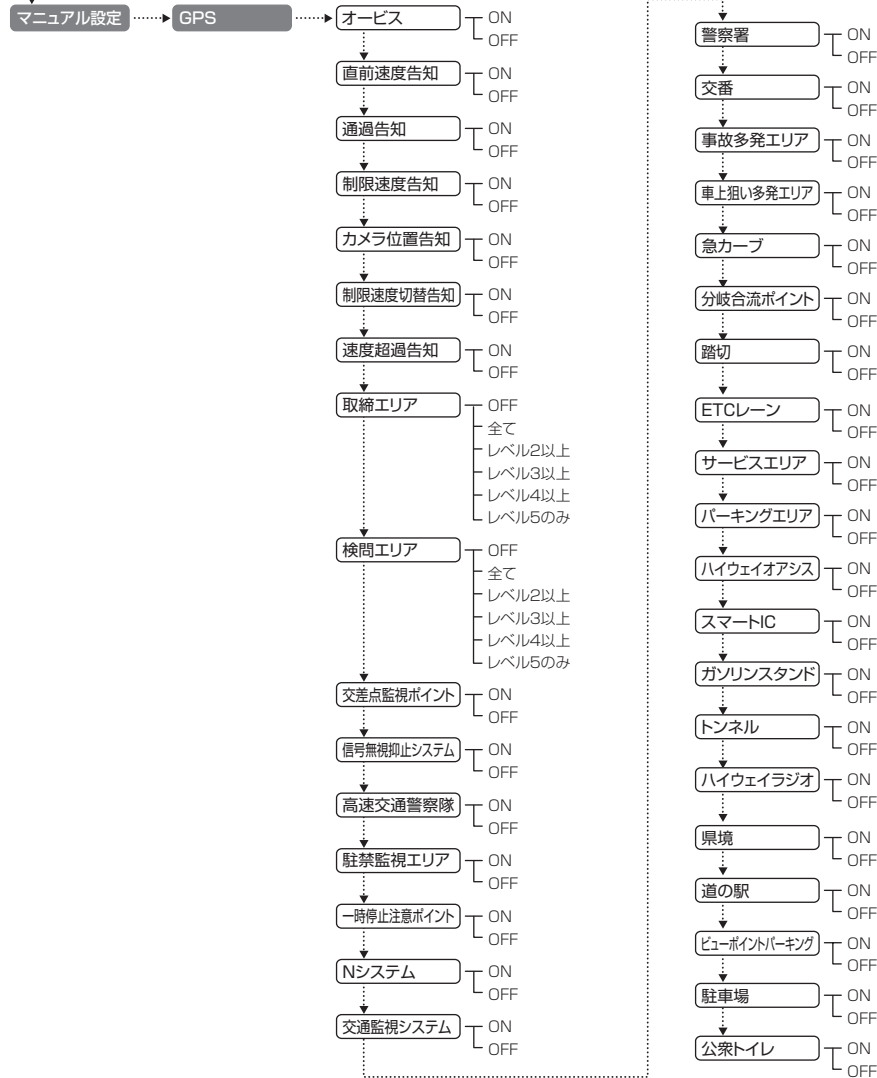 マニュアル設定
GPS
オービス
ON
OFF
直前速度告知
ON
OFF
通過告知
ON
OFF
制限速度告知
ON
OFF
カメラ位置告知
ON
OFF
制限速度切替告知
ON
OFF
速度超過告知
ON
OFF
取締エリア
OFF
全て
レベル2以上
レベル3以上
レベル4以上
レベル5のみ
検問エリア
OFF
全て
レベル2以上
レベル3以上
レベル4以上
レベル5のみ
交差点監視ポイント
ON
OFF
信号無視抑止システム
ON
OFF
高速交通警察隊
ON
OFF
駐禁監視エリア
ON
OFF
一時停止注意ポイント
ON
OFF
Nシステム
ON
OFF
交通監視システム
ON
OFF
警察署
ON
OFF
交番
ON
OFF
事故多発エリア
ON
OFF
車上狙い多発エリア
ON
OFF
急カーブ
ON
OFF
分岐合流ポイント
ON
OFF
踏切
ON
OFF
ETCレーン
ON
OFF
サービスエリア
ON
OFF
パーキングエリア
ON
OFF
ハイウェイオアシス
ON
OFF
スマートIC
ON
OFF
ガソリンスタンド
ON
OFF
トンネル
ON
OFF
ハイウェイラジオ
ON
OFF
県境
ON
OFF
道の駅
ON
OFF
ビューポイントパーキング
ON
OFF
駐車場
ON
OFF
公衆トイレ
ON
OFF